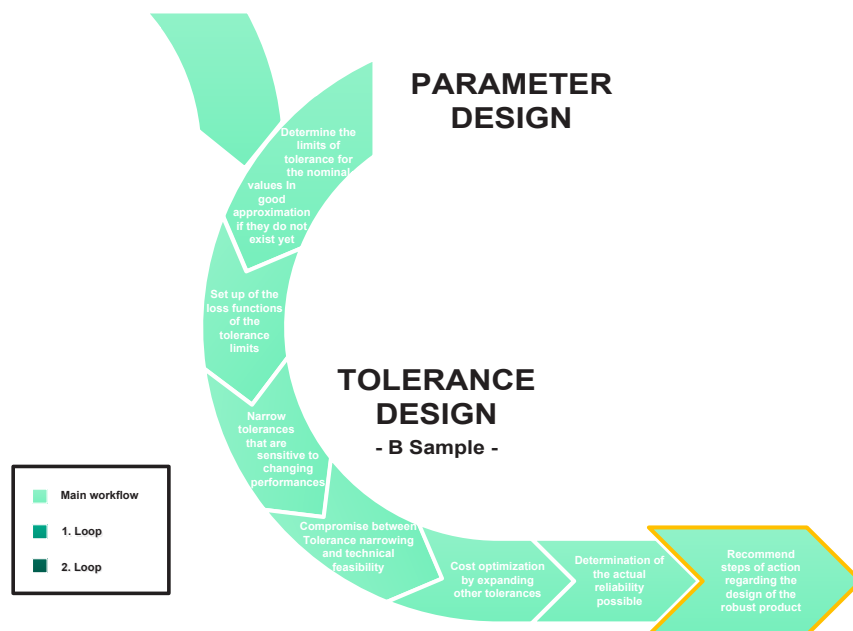 PARAMETER
DESIGN
Determine the
limits of
tolerance for
the nominal
values In
good
approximation
if they do not
exist yet
Set up of the
loss functions
of the
tolerance
limits
TOLERANCE
DESIGN
- B Sample -
Narrow
tolerances
that are
sensitive to
changing
performances
Compromise between
Tolerance narrowing
and technical
feasibility
Cost optimization
by expanding
other tolerances
Determination of
the actual
reliability
possible
Recommend
steps of action
regarding the
design of the
robust product
Main workflow
1. Loop
2. Loop